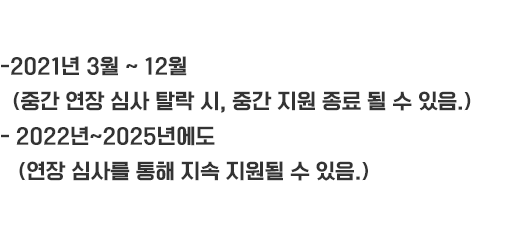 -2021년 3월 ~ 12월
(중간 연장 심사 탈락 시, 중간 지원 종료 될 수 있음.)
- 2022년~2025년에도
(연장 심사를 통해 지속 지원될 수 있음.)